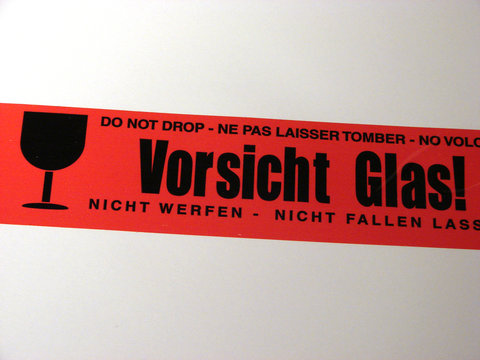 DO NOT DROP - NE PAS LAISSER TOMBER - NO
Vorsicht Glas!
NICHT WERFEN - NICHT FALLEN